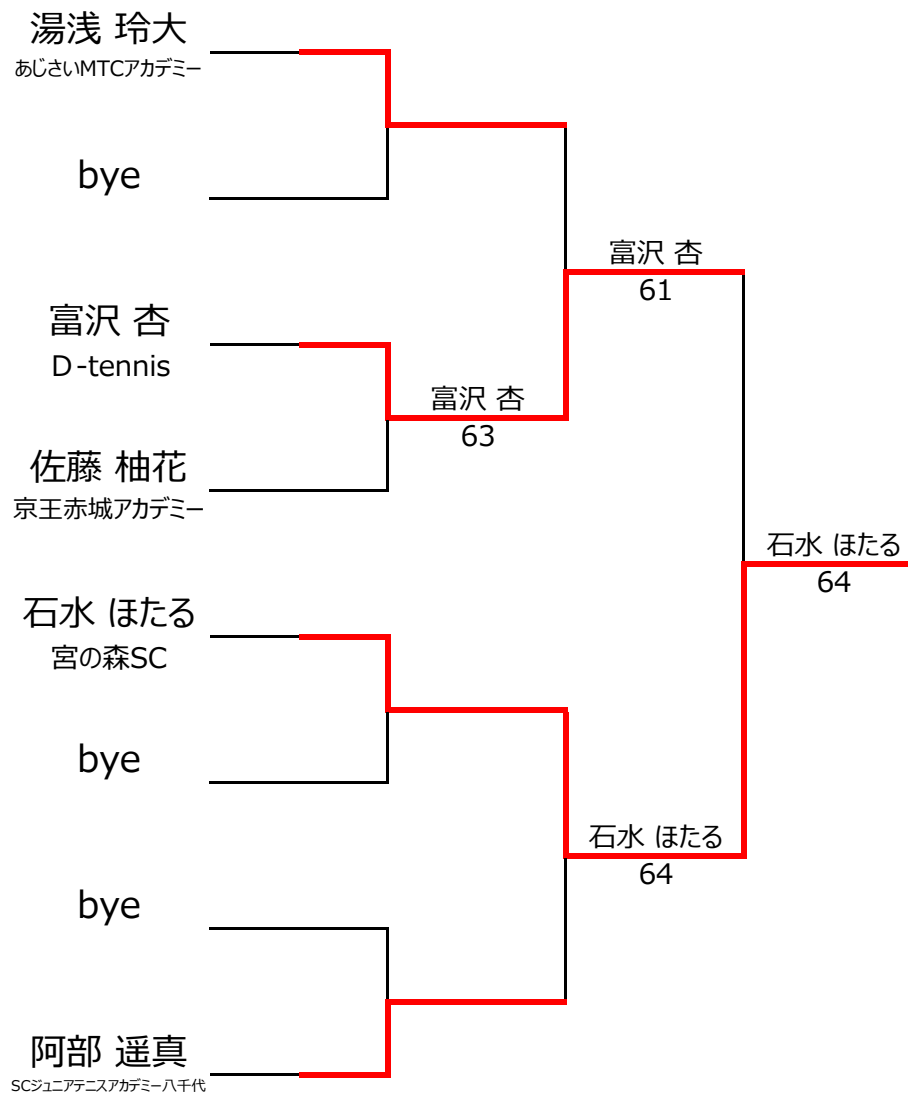 湯浅 玲大
あじさいMTCアカデミー
bye
富沢 杏
D-tennis
佐藤 柚花
京王赤城アカデミー
石水 ほたる
宮の森SC
bye
bye
阿部 遥真
SCジュニアテニスアカデミー八千代
富沢 杏
63
富沢 杏
61
石水 ほたる
64
石水 ほたる
64